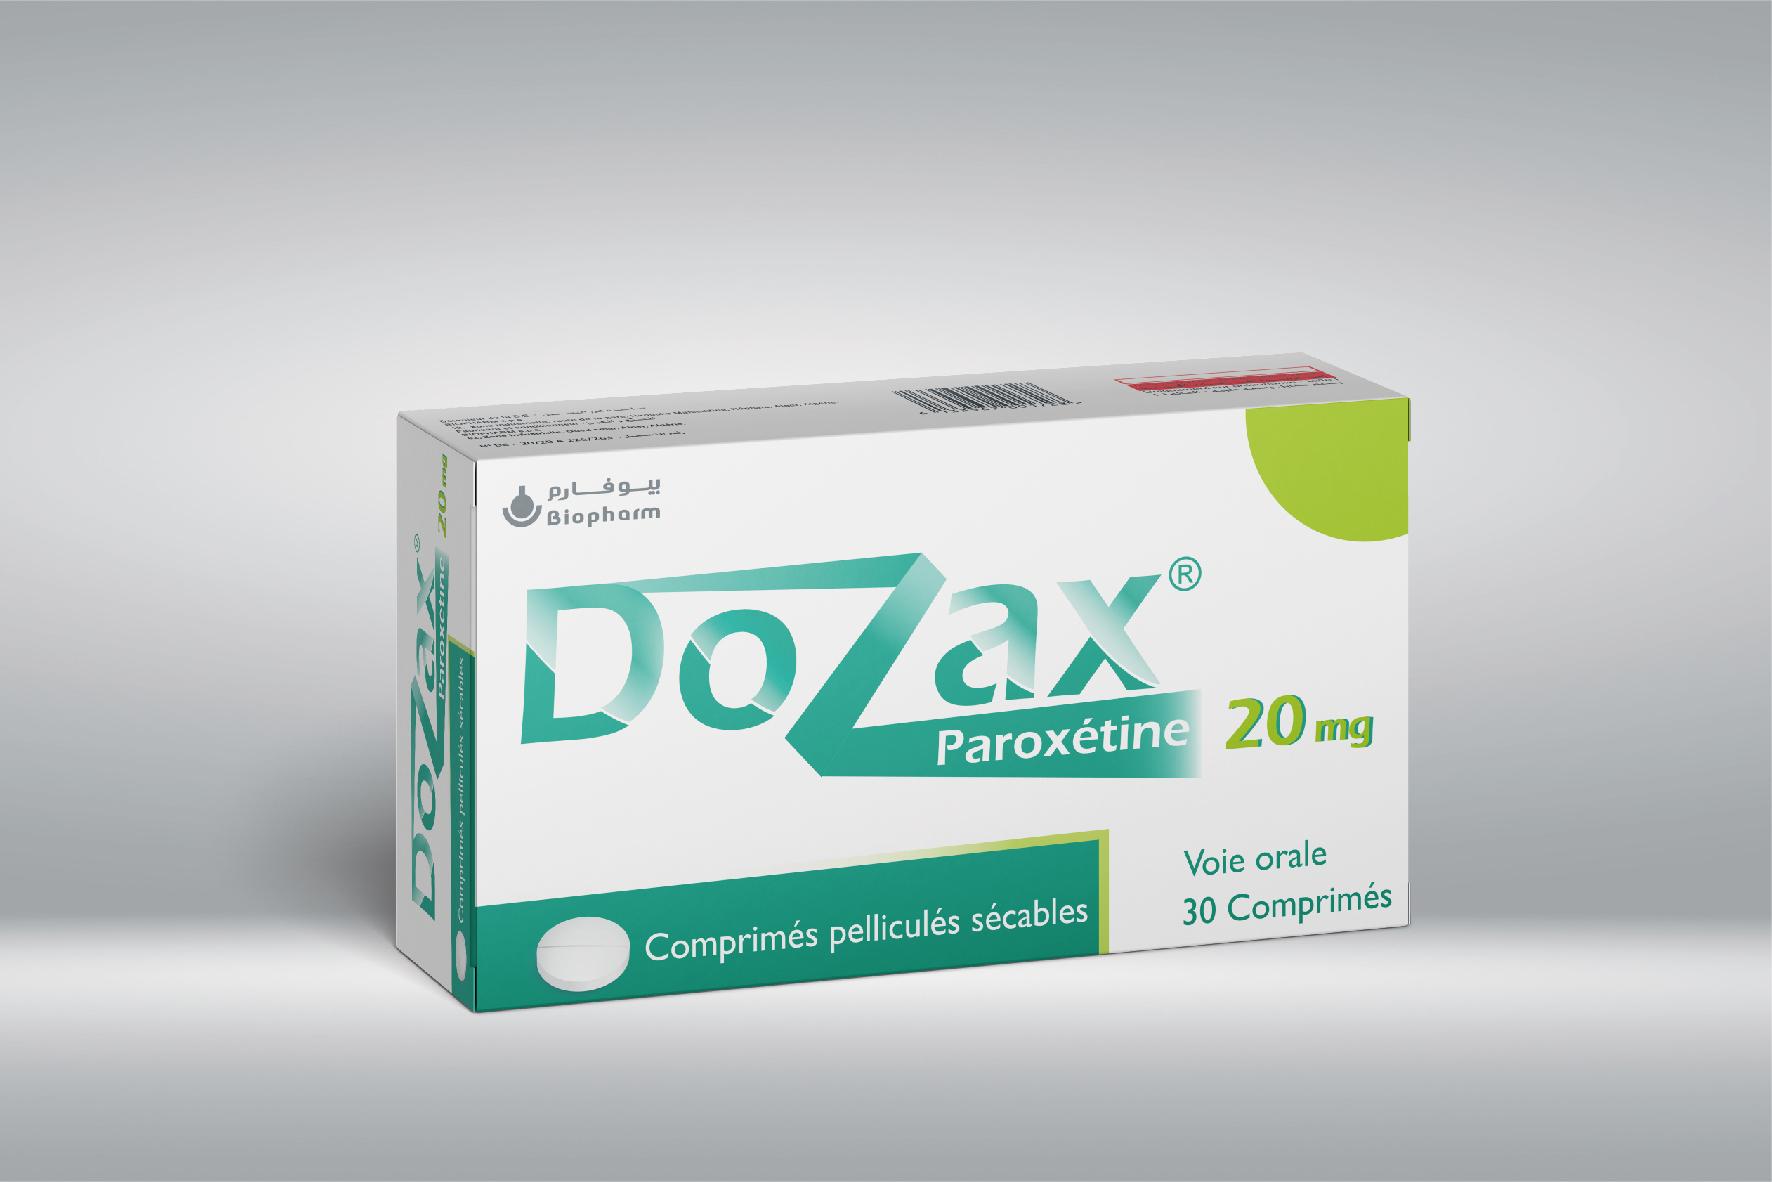 بيوفارم
Biopharm
DoZax®
Paroxétine
20 mg
Voie orale
30 Comprimés
Comprimés pelliculés sécables
DoZax®
Paroxétine
20 mg
Comprimés pelliculés sécables